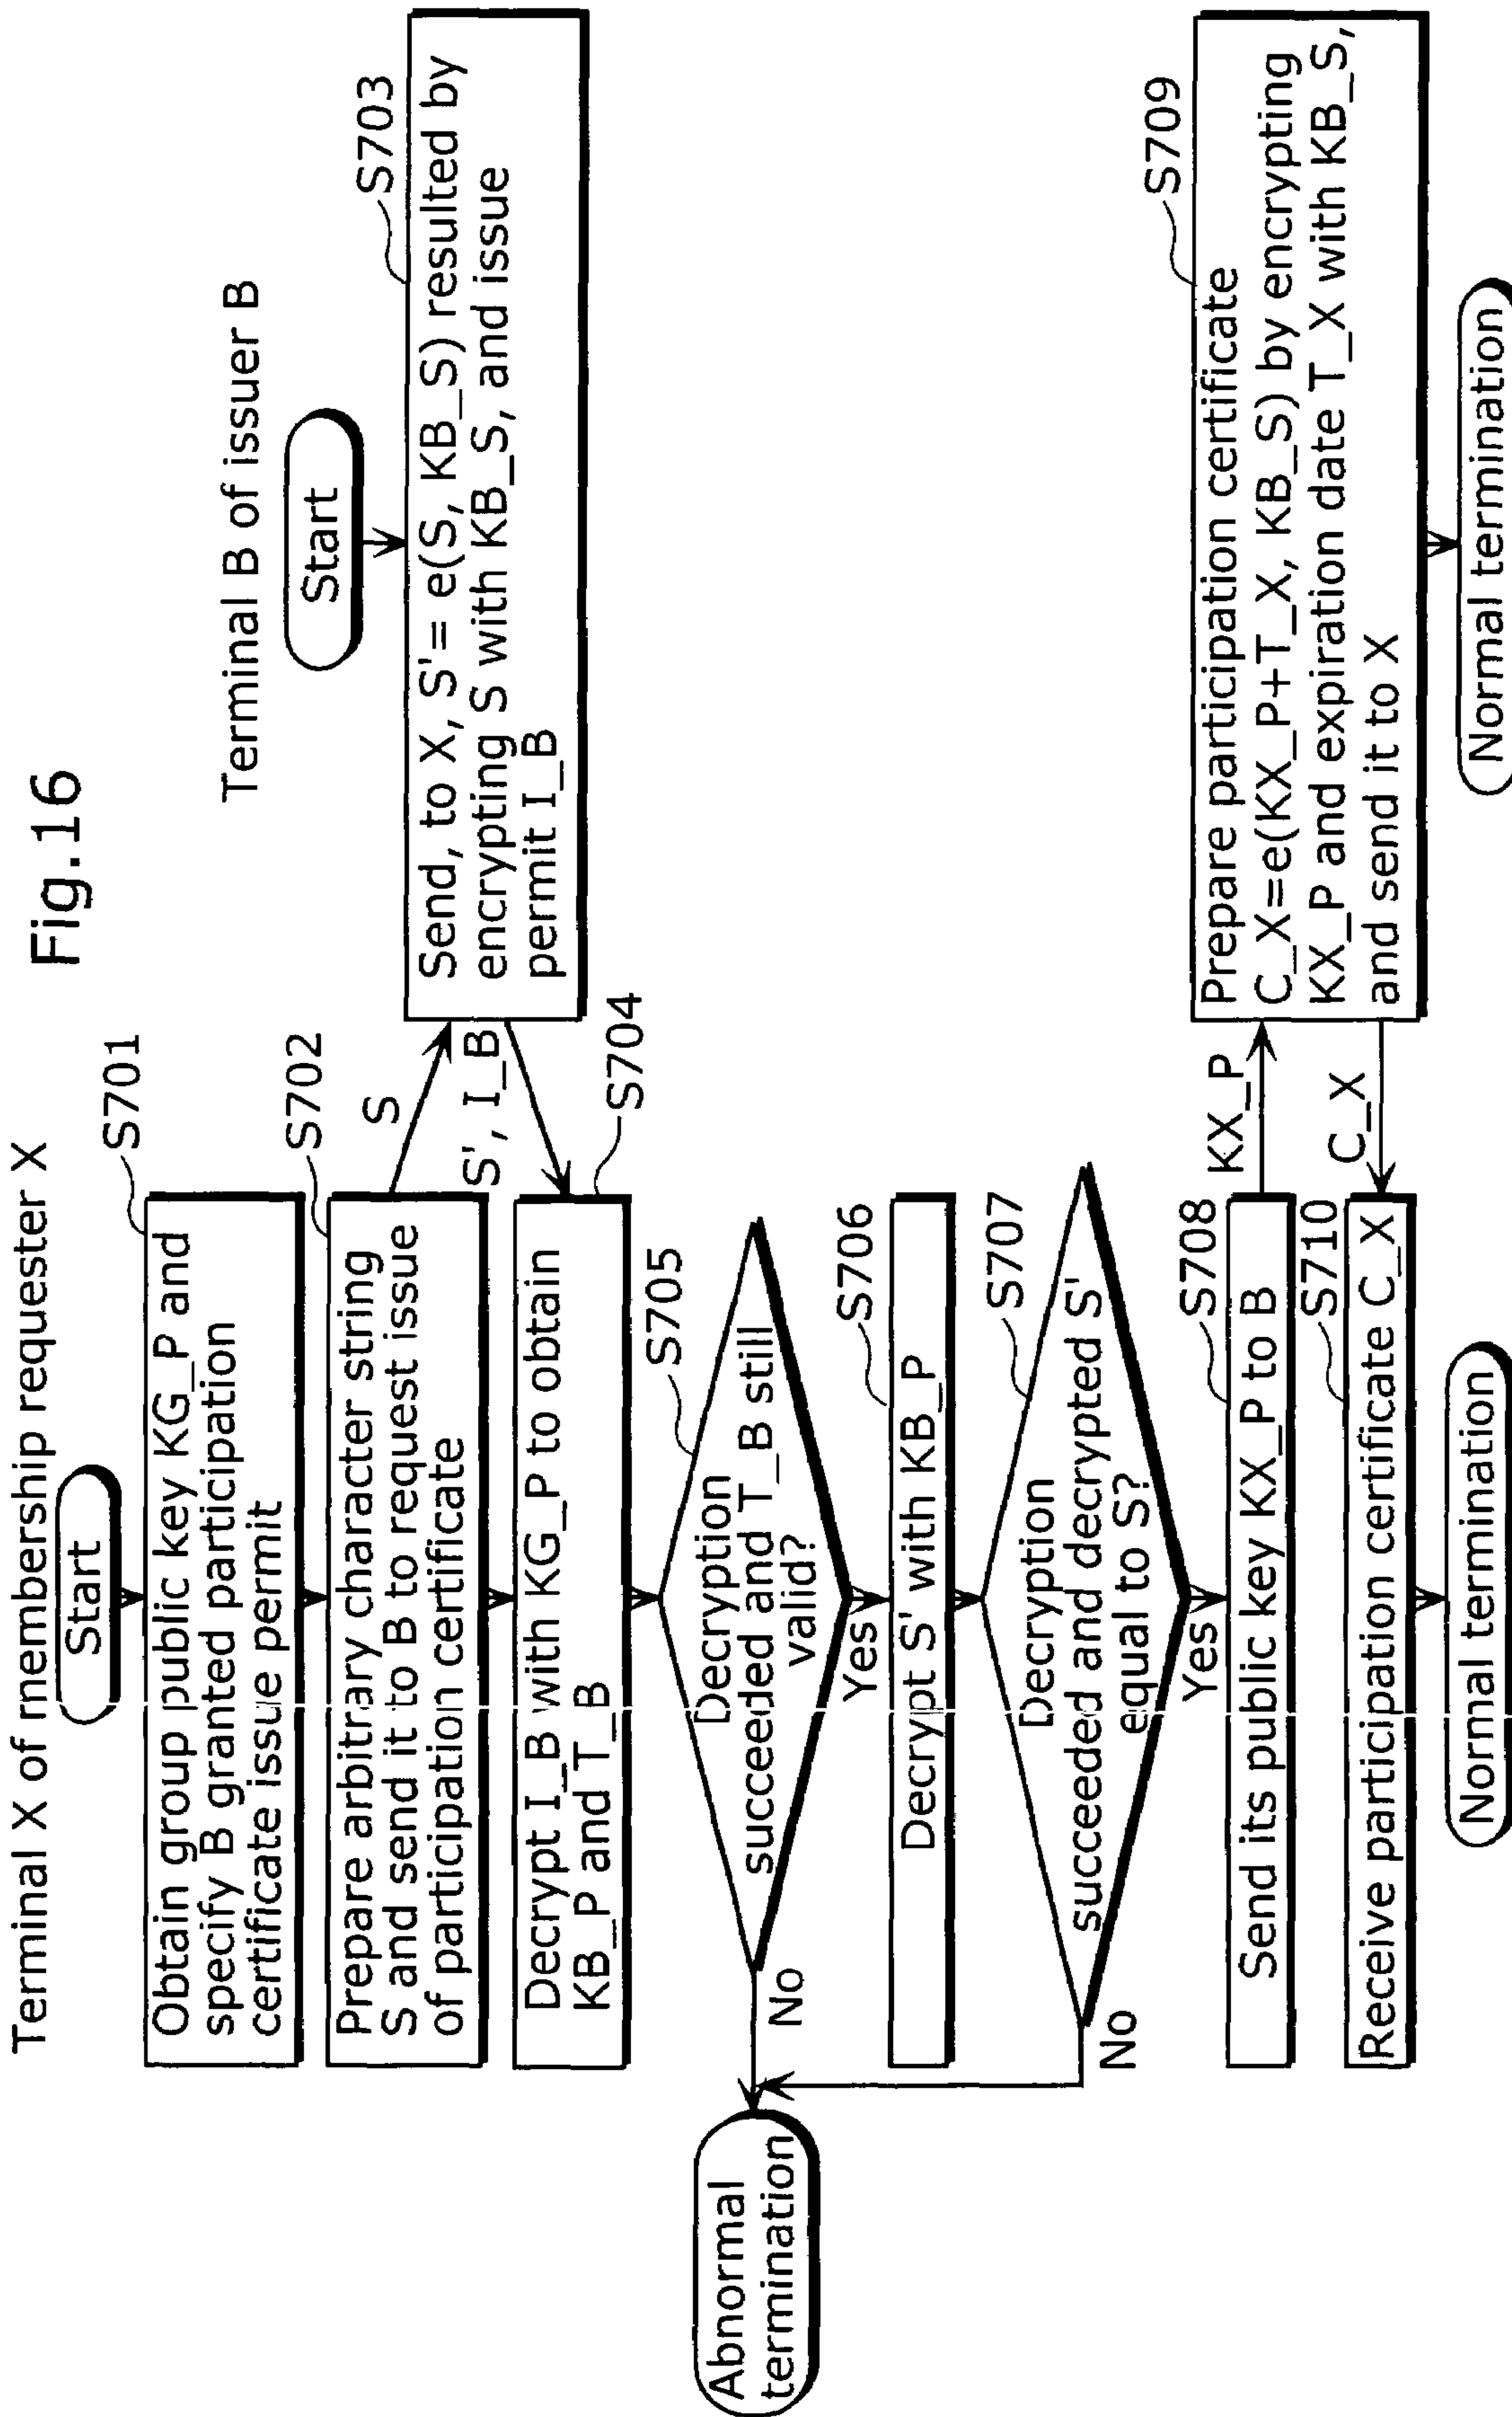 Fig.16
Terminal X of membership requester X
Start
S701
Obtain group public key KG_P and
specify B granted participation
certificate issue permit
S702
Prepare arbitrary character string
S and send it to B to request issue
of participation certificate
S
Terminal B of issuer B
Start
S703
Send, to X, S'= e(S, KB_S) resulted by
encrypting S with KB_S, and issue
permit I_B
S', I_B
S704
Decrypt I_B with KG_P to obtain
KB_P and T_B
S705
Decryption
succeeded and T_B still
valid?
No
Yes
Abnormal
termination
S706
Decrypt S' with KB_P
S707
Decryption
succeeded and decrypted S'
equal to S?
No
Yes
S708
Send its public key KX_P to B
KX_P
S709
Prepare participation certificate
C_X=e(KX_P+T_X, KB_S) by encrypting
KX_P and expiration date T_X with KB_S,
and send it to X
C_X
S710
Receive participation certificate C_X
Normal termination
Normal termination